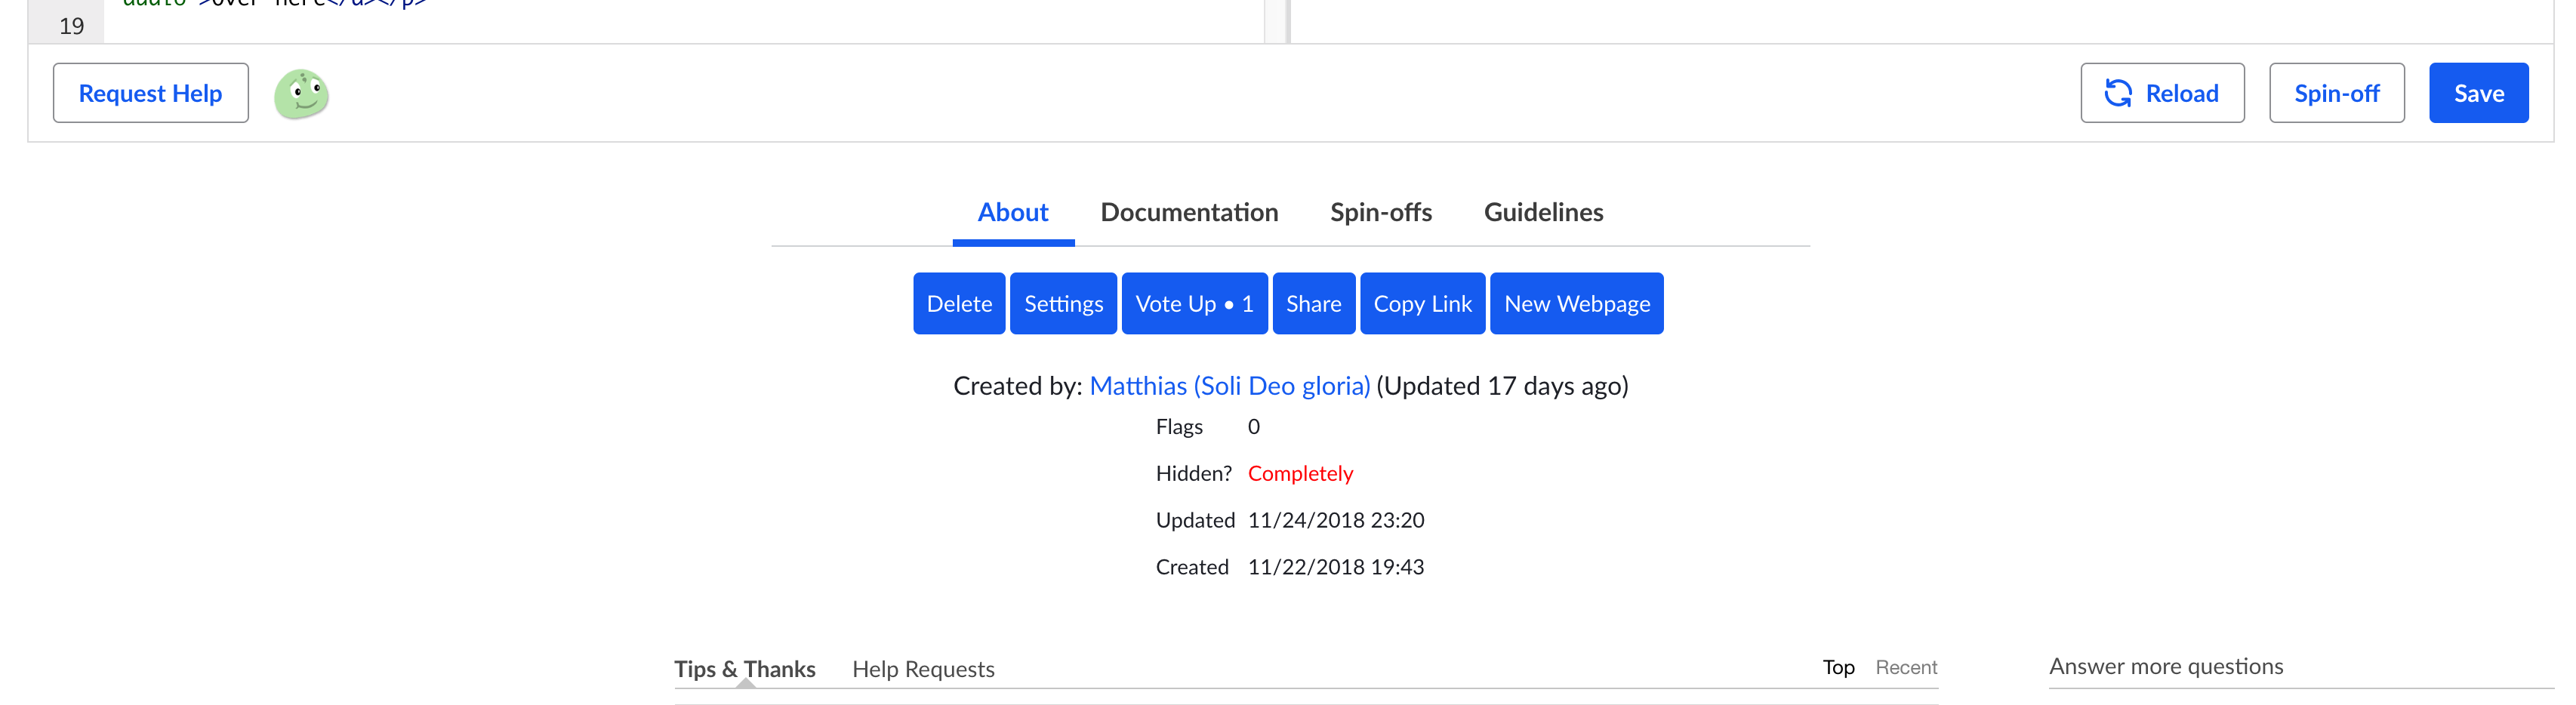 over here</a></p>
19
Request Help
Reload
Spin-off
Save
About
Documentation
Spin-offs
Guidelines
Delete
Settings
Vote Up • 1
Share
Copy Link
New Webpage
Created by: Matthias (Soli Deo gloria) (Updated 17 days ago)
Flags 0
Hidden? Completely
Updated 11/24/2018 23:20
Created 11/22/2018 19:43
Tips & Thanks
Help Requests
Top
Recent
Answer more questions